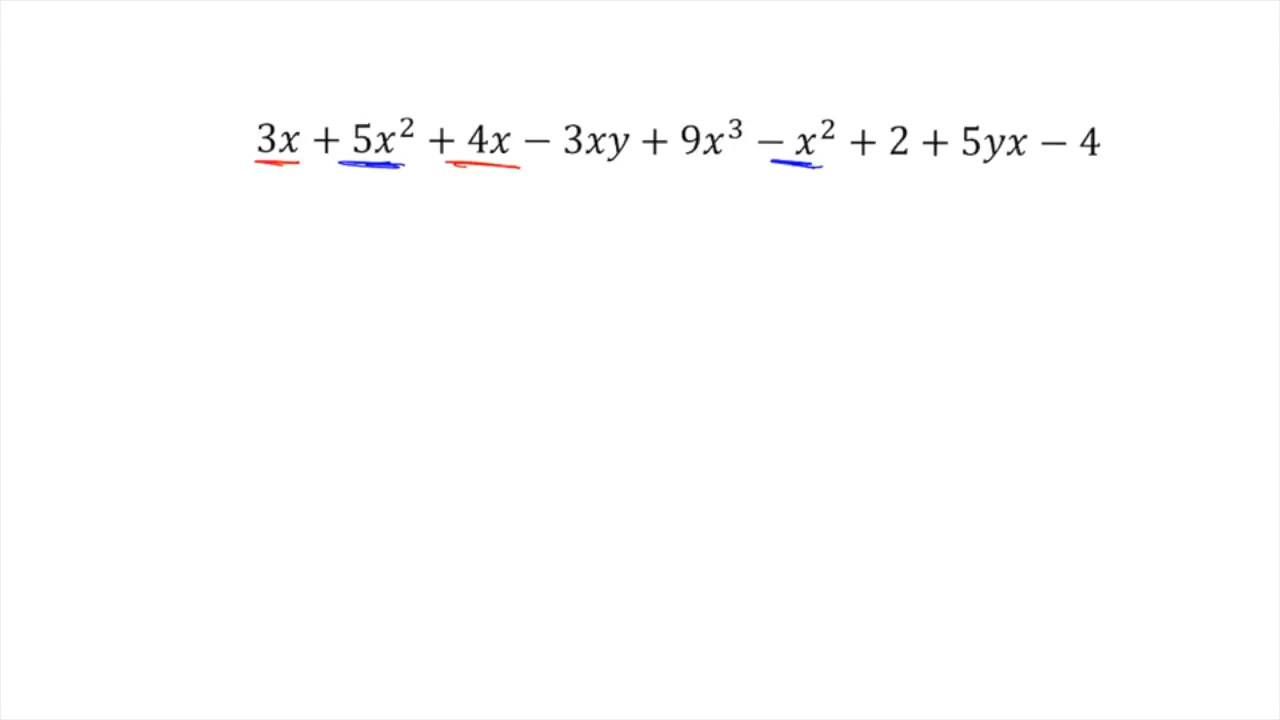 3x + 5x² + 4x − 3xy + 9x³ − x² + 2 + 5yx − 4